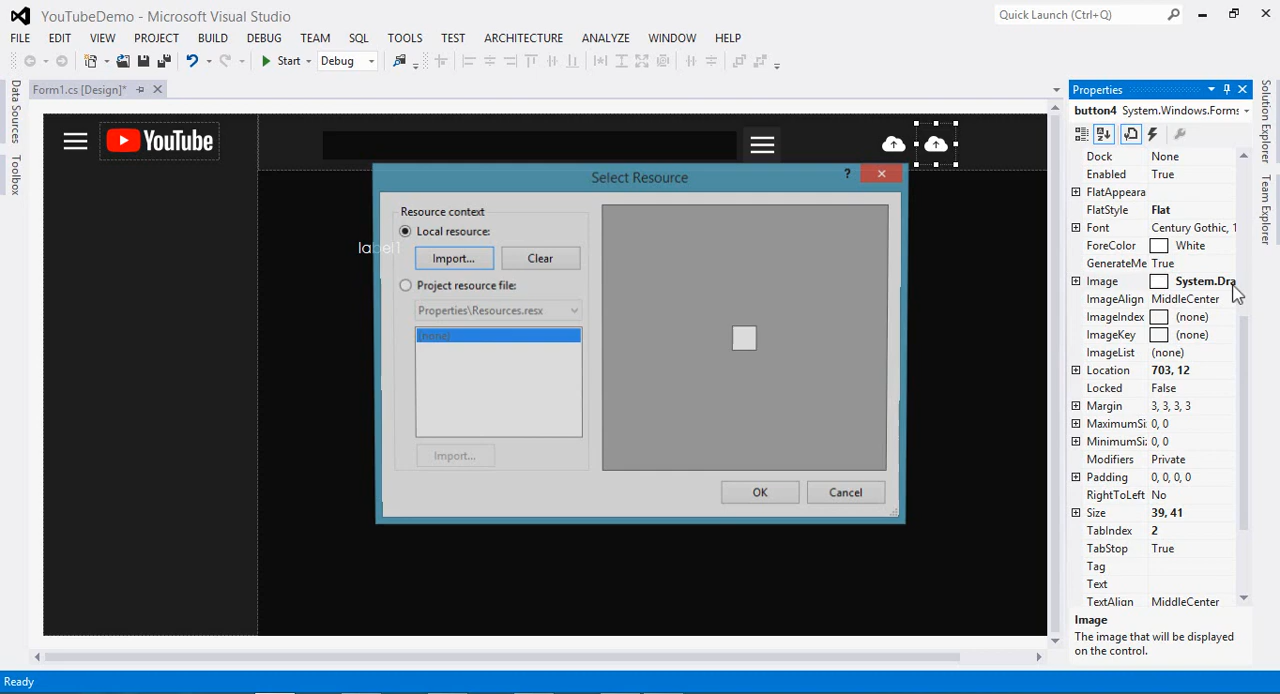 YouTubeDemo - Microsoft Visual Studio
Quick Launch (Ctrl+Q)
FILE EDIT VIEW PROJECT BUILD DEBUG TEAM SQL TOOLS TEST ARCHITECTURE ANALYZE WINDOW HELP
Start Debug
Form1.cs [Design]*
Data Sources
Toolbox
YouTube
label1
Select Resource
?
Resource context
Local resource:
Import... Clear
Project resource file:
Properties\Resources.resx
(none)
Import...
OK Cancel
Properties
button4 System.Windows.Forms
Dock None
Enabled True
FlatAppeara
FlatStyle Flat
Font Century Gothic, 1
ForeColor White
GenerateMe True
Image System.Dra
ImageAlign MiddleCenter
ImageIndex (none)
ImageKey (none)
ImageList (none)
Location 703, 12
Locked False
Margin 3, 3, 3, 3
MaximumSi 0, 0
MinimumSi 0, 0
Modifiers Private
Padding 0, 0, 0, 0
RightToLeft No
Size 39, 41
TabIndex 2
TabStop True
Tag
Text
TextAlign MiddleCenter
Image
The image that will be displayed
on the control.
Solution Explorer
Team Explorer
Ready